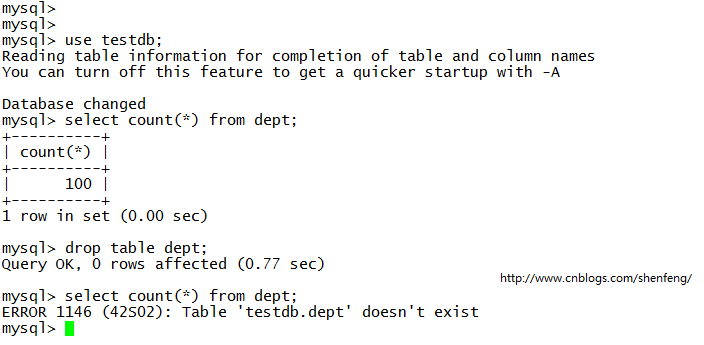 mysql>
mysql>
mysql> use testdb;
Reading table information for completion of table and column names
You can turn off this feature to get a quicker startup with -A
Database changed
mysql> select count(*) from dept;
+----------+
| count(*) |
+----------+
|      100 |
+----------+
1 row in set (0.00 sec)
mysql> drop table dept;
Query OK, 0 rows affected (0.77 sec)
http://www.cnblogs.com/shenfeng/
mysql> select count(*) from dept;
ERROR 1146 (42S02): Table 'testdb.dept' doesn't exist
mysql>